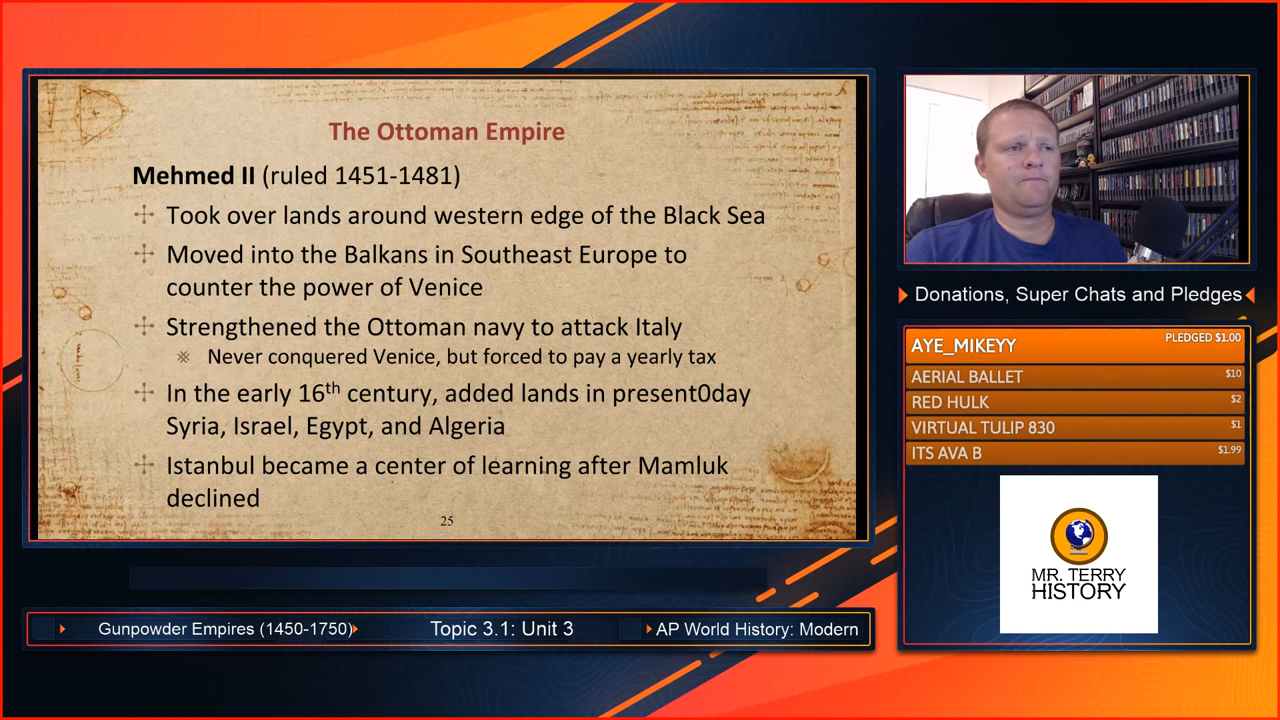 The Ottoman Empire
Mehmed II (ruled 1451-1481)
Took over lands around western edge of the Black Sea
Moved into the Balkans in Southeast Europe to
counter the power of Venice
Strengthened the Ottoman navy to attack Italy
Never conquered Venice, but forced to pay a yearly tax
In the early 16th century, added lands in present0day
Syria, Israel, Egypt, and Algeria
Istanbul became a center of learning after Mamluk
declined
25
Donations, Super Chats and Pledges
AYE_MIKEYY PLEDGED $1.00
AERIAL BALLET $10
RED HULK $2
VIRTUAL TULIP 830 $1
ITS AVA B $1.99
MR. TERRY
HISTORY
Gunpowder Empires (1450-1750) Topic 3.1: Unit 3 AP World History: Modern